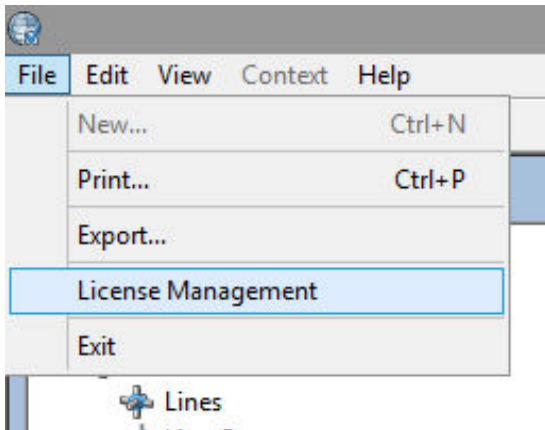 File Edit View Context Help
New... Ctrl+N
Print... Ctrl+P
Export...
License Management
Exit
Lines